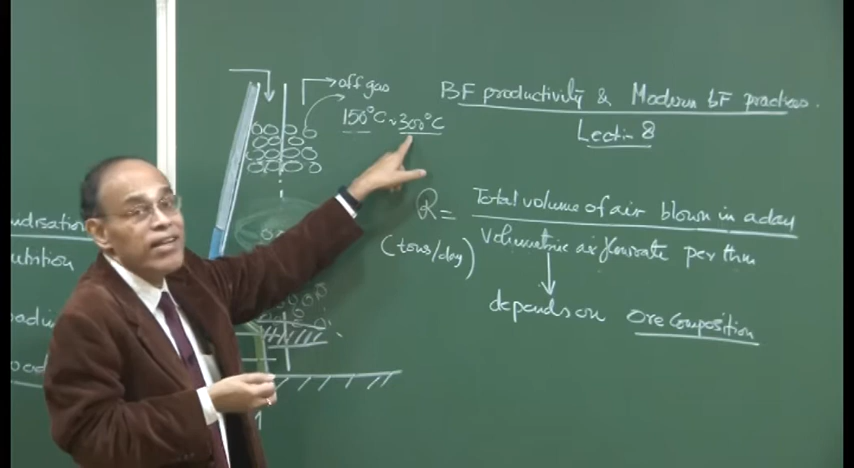 BF productivity & Modern BF practices.
Lectr 8
off gas
150°C ~ 300°C
R = Total volume of air blown in a day
(tons/day) Volumetric air flowrate per thm
depends on ore composition